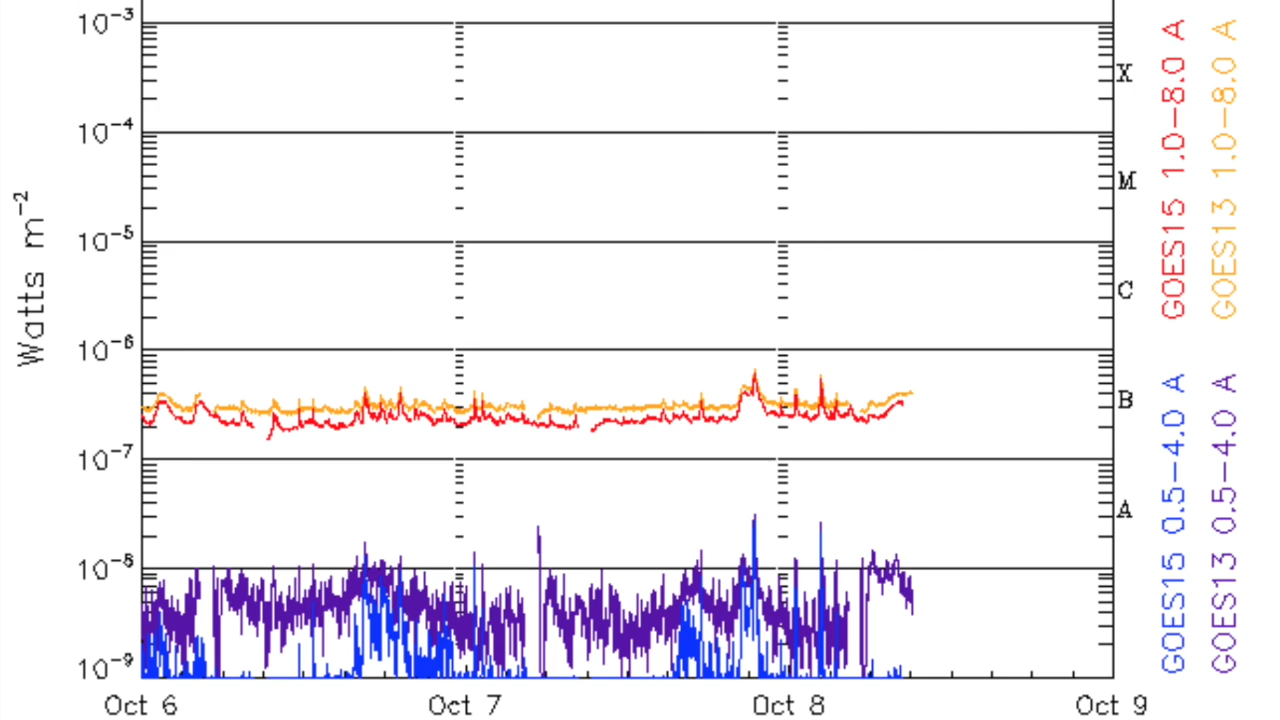 10⁻³
10⁻⁴
10⁻⁵
10⁻⁶
10⁻⁷
10⁻⁸
10⁻⁹
Watts m⁻²
X
M
C
B
A
Oct 6 Oct 7 Oct 8 Oct 9
GOES15 1.0-8.0 A
GOES13 1.0-8.0 A
GOES15 0.5-4.0 A
GOES13 0.5-4.0 A